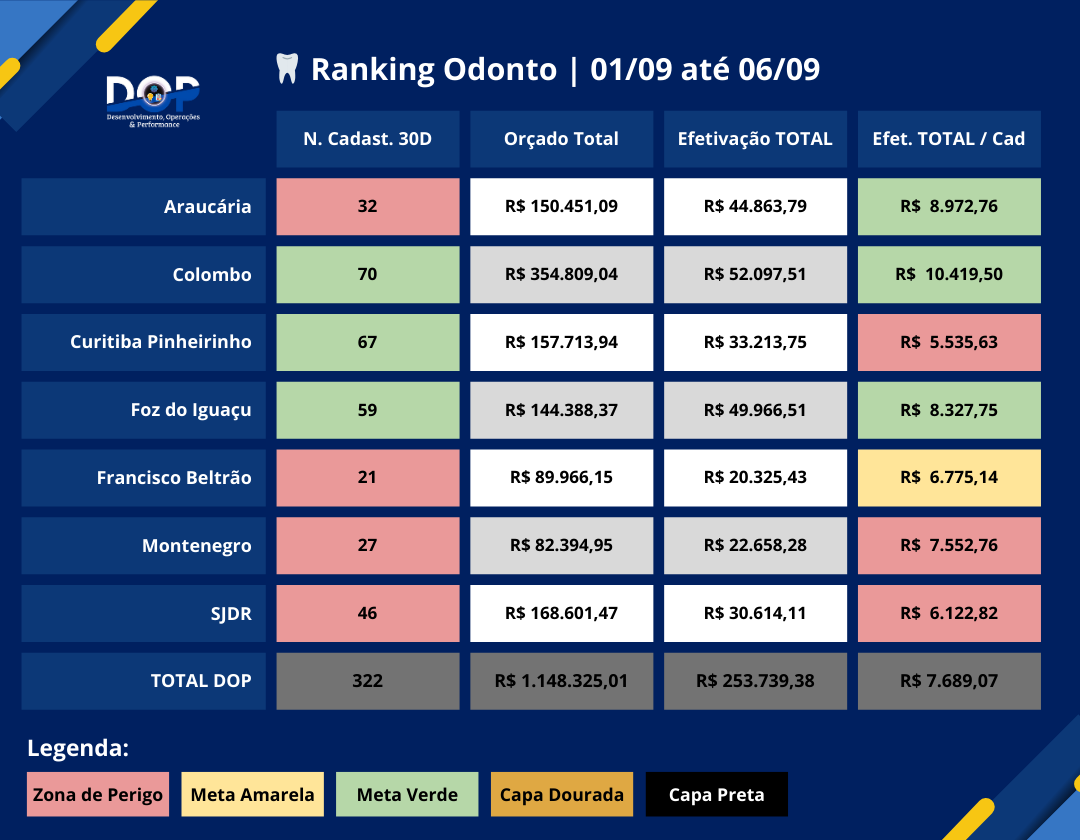 Ranking Odonto | 01/09 até 06/09
DOP
Desenvolvimento, Operações
& Performance
N. Cadast. 30D Orçado Total Efetivação TOTAL Efet. TOTAL / Cad
Araucária 32 R$ 150.451,09 R$ 44.863,79 R$ 8.972,76
Colombo 70 R$ 354.809,04 R$ 52.097,51 R$ 10.419,50
Curitiba Pinheirinho 67 R$ 157.713,94 R$ 33.213,75 R$ 5.535,63
Foz do Iguaçu 59 R$ 144.388,37 R$ 49.966,51 R$ 8.327,75
Francisco Beltrão 21 R$ 89.966,15 R$ 20.325,43 R$ 6.775,14
Montenegro 27 R$ 82.394,95 R$ 22.658,28 R$ 7.552,76
SJDR 46 R$ 168.601,47 R$ 30.614,11 R$ 6.122,82
TOTAL DOP 322 R$ 1.148.325,01 R$ 253.739,38 R$ 7.689,07
Legenda:
Zona de Perigo Meta Amarela Meta Verde Capa Dourada Capa Preta